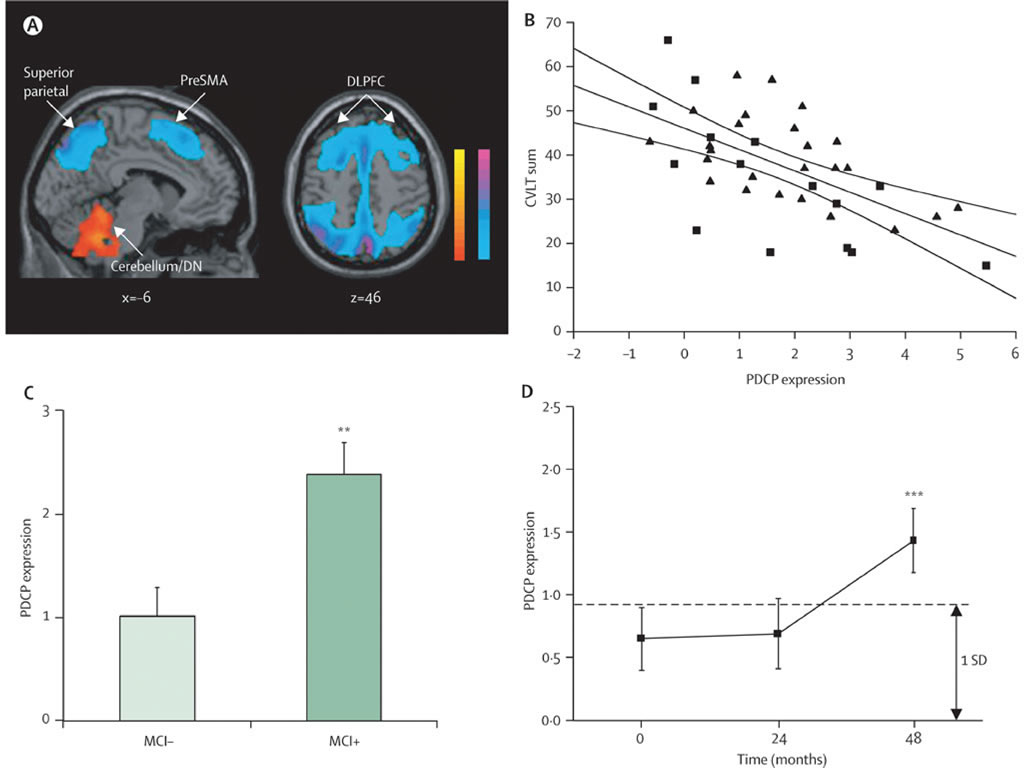 A
Superior
parietal
PreSMA
DLPFC
Cerebellum/DN
x=–6
z=46
B
70
60
50
40
30
20
10
0
CVLT sum
–2 –1 0 1 2 3 4 5 6
PDCP expression
C
3
2
1
0
PDCP expression
**
MCI– MCI+
D
2·5
2·0
1·5
1·0
0·5
0·0
PDCP expression
***
1 SD
0 24 48
Time (months)